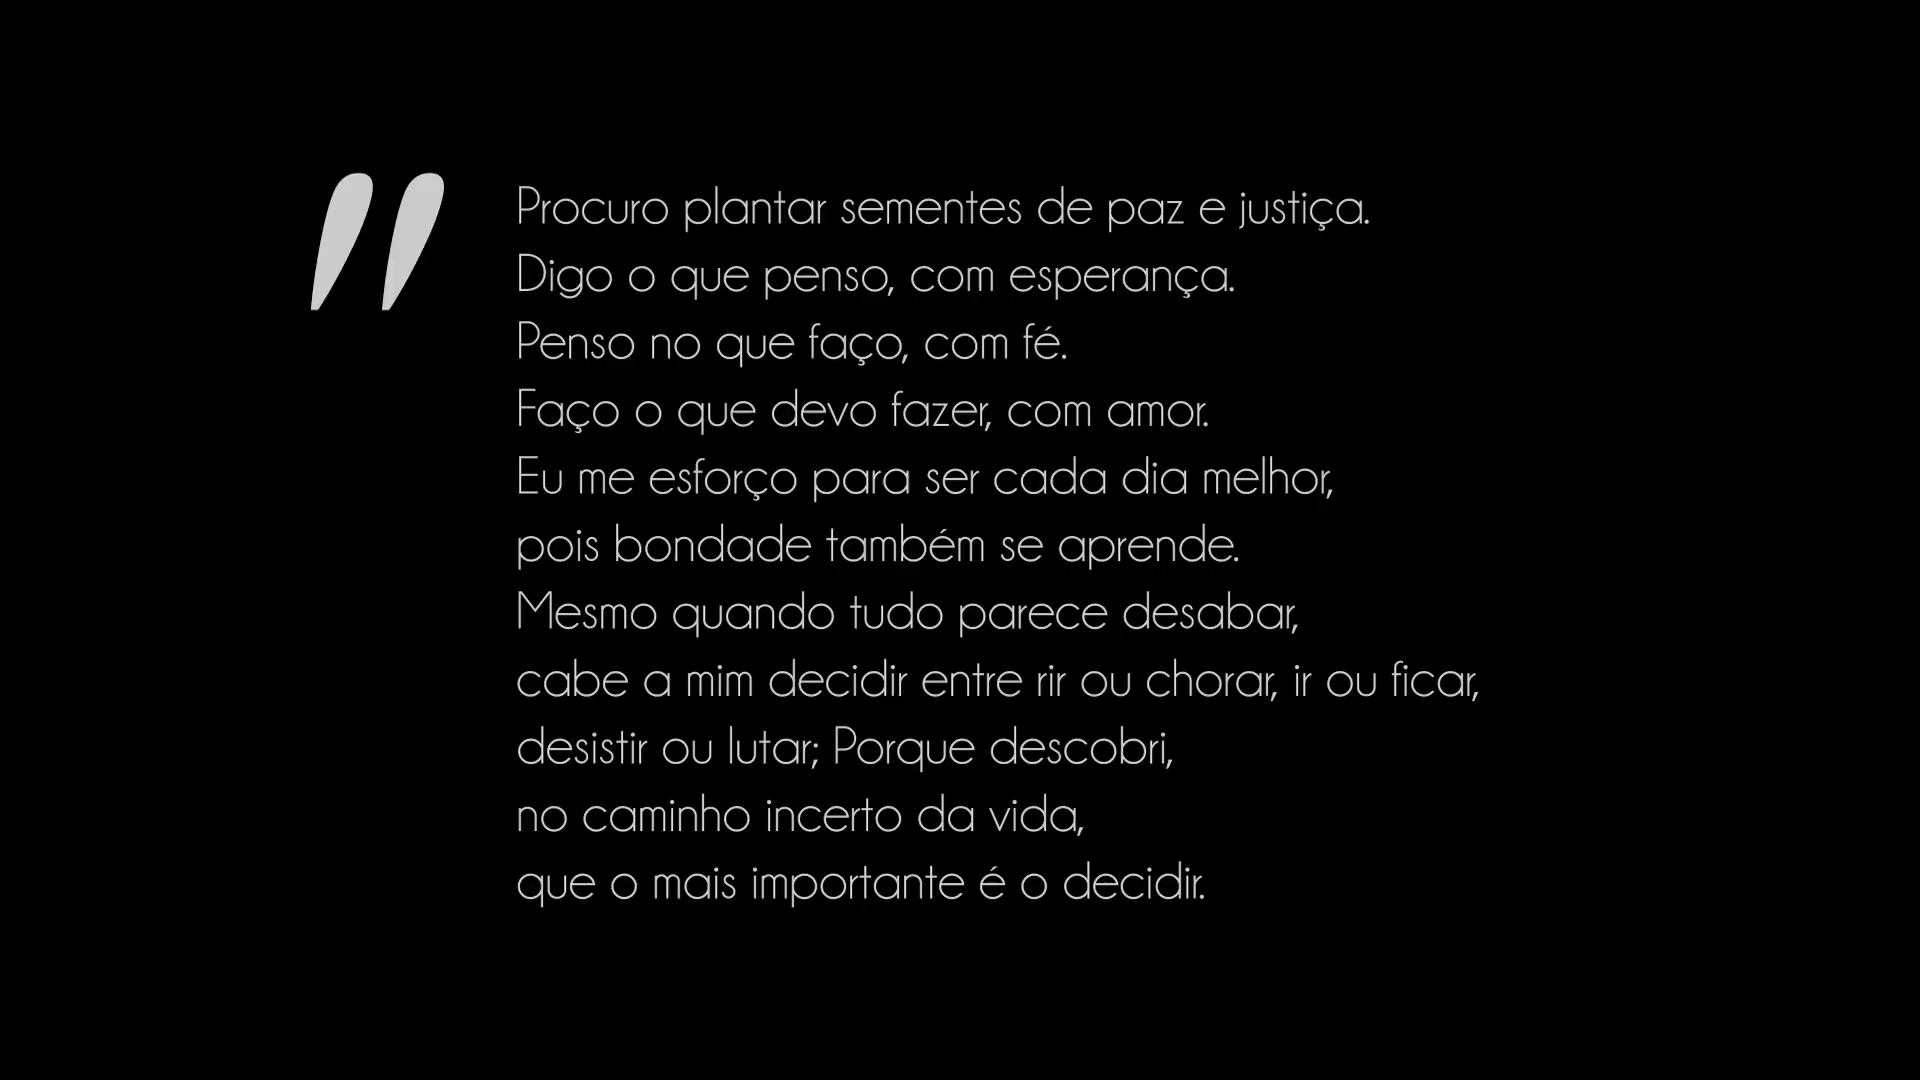 "
Procuro plantar sementes de paz e justiça.
Digo o que penso, com esperança.
Penso no que faço, com fé.
Faço o que devo fazer, com amor.
Eu me esforço para ser cada dia melhor,
pois bondade também se aprende.
Mesmo quando tudo parece desabar,
cabe a mim decidir entre rir ou chorar, ir ou ficar,
desistir ou lutar; Porque descobri,
no caminho incerto da vida,
que o mais importante é o decidir.